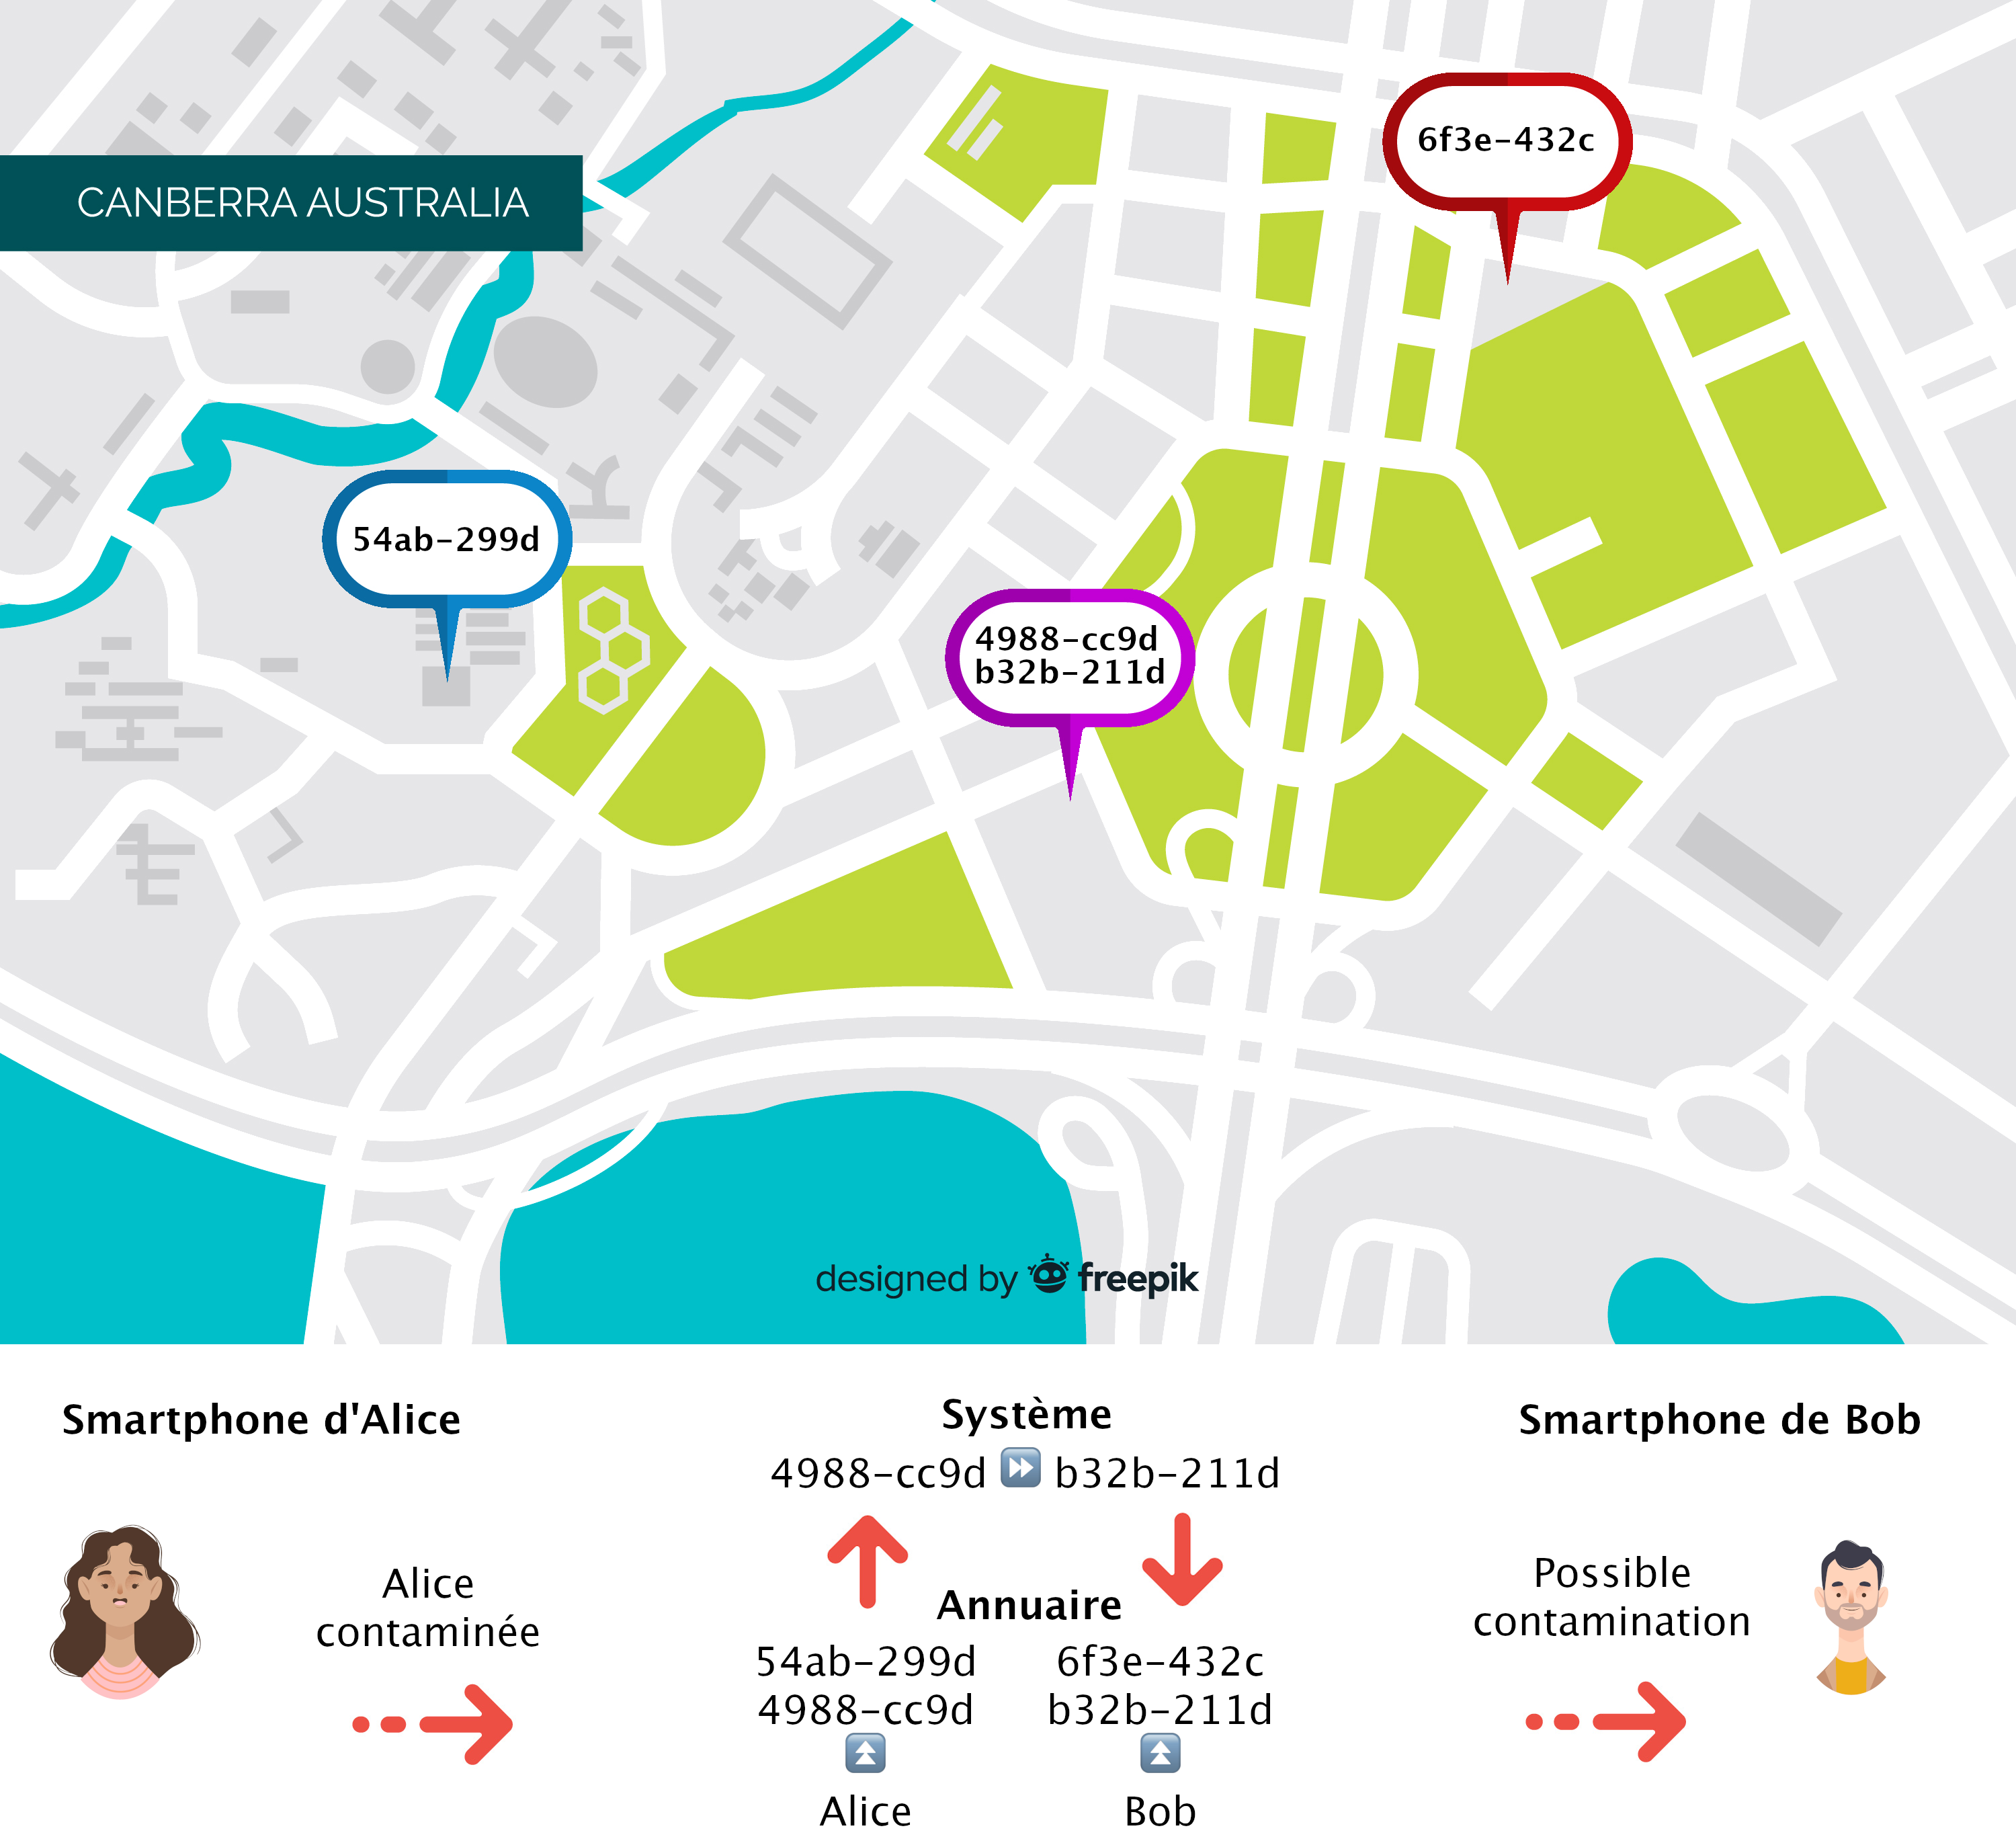 6f3e-432c
CANBERRA AUSTRALIA
54ab-299d
4988-cc9d
b32b-211d
designed by freepik
Smartphone d'Alice
Système
Smartphone de Bob
4988-cc9d b32b-211d
Alice
contaminée
Possible
contamination
Annuaire
54ab-299d 6f3e-432c
4988-cc9d b32b-211d
Alice Bob